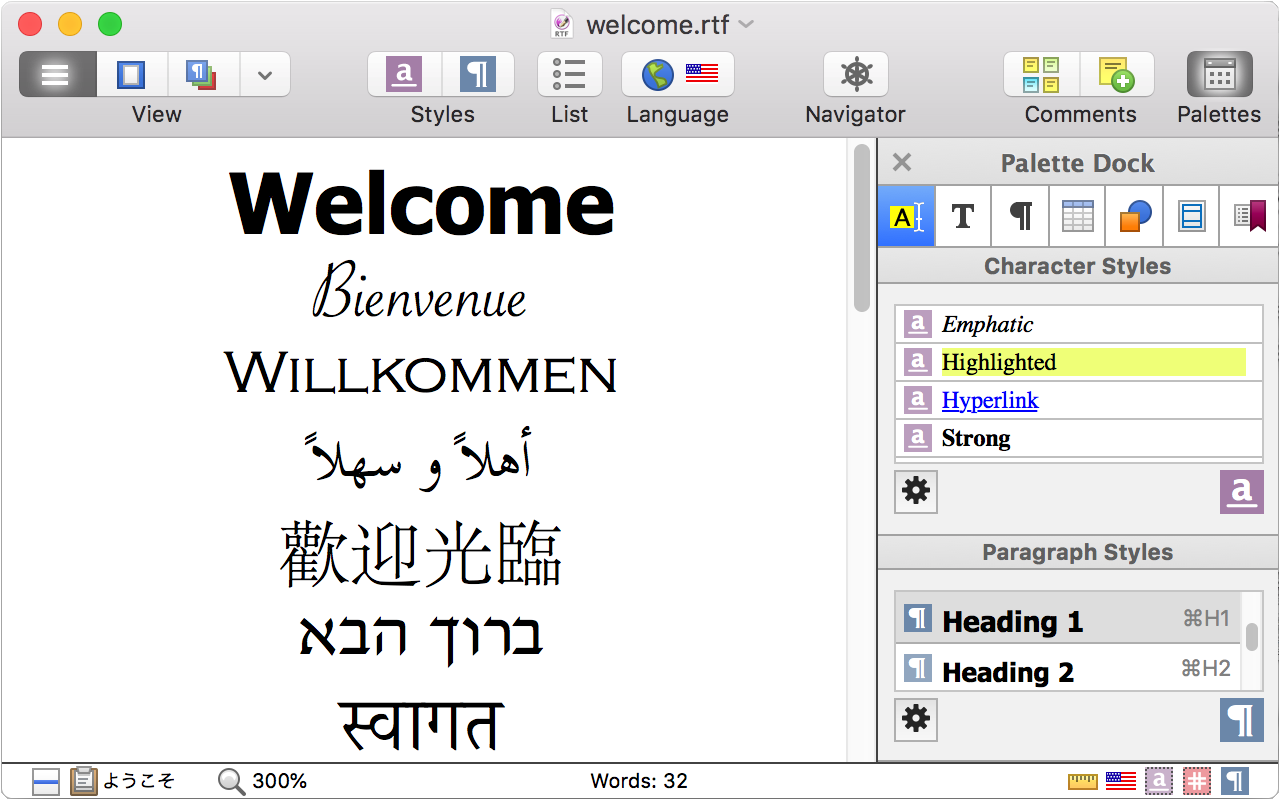 welcome.rtf
View
Styles
List
Language
Navigator
Comments
Palettes
Welcome
Bienvenue
WILLKOMMEN
أهلاً و سهلاً
歡迎光臨
ברוך הבא
स्वागत
Palette Dock
Character Styles
Emphatic
Highlighted
Hyperlink
Strong
Paragraph Styles
Heading 1 ⌘H1
Heading 2 ⌘H2
ようこそ 300% Words: 32